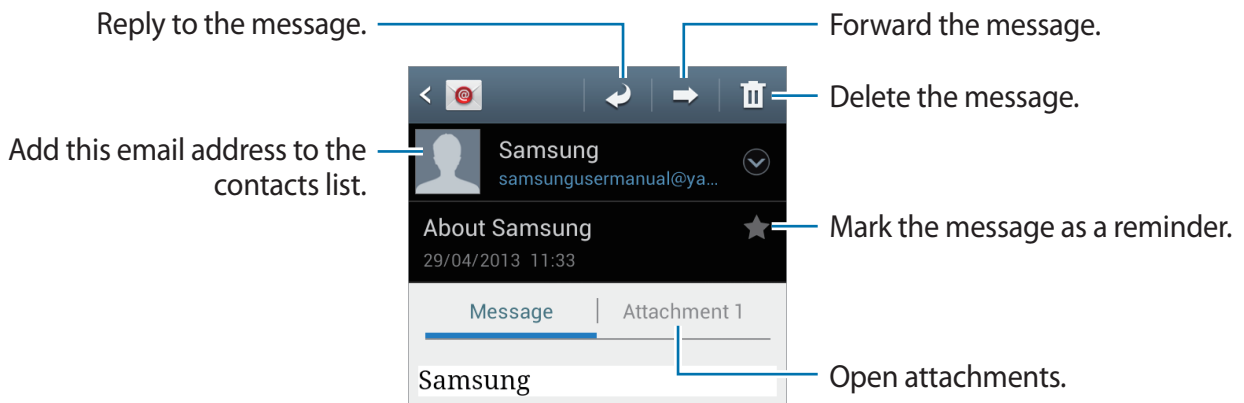 Reply to the message.
Forward the message.
Delete the message.
Add this email address to the
contacts list.
Samsung
samsungusermanual@ya...
About Samsung
29/04/2013 11:33
Mark the message as a reminder.
Message
Attachment 1
Open attachments.
Samsung